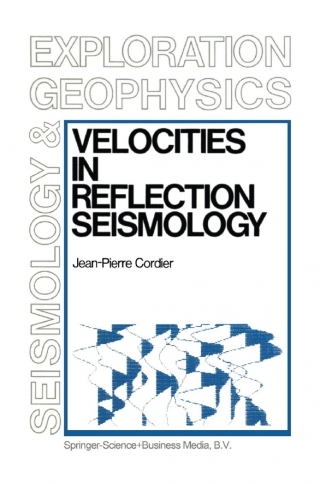 EXPLORATION
GEOPHYSICS
SEISMOLOGY &
VELOCITIES
IN
REFLECTION
SEISMOLOGY
Jean-Pierre Cordier
Springer-Science+Business Media, B.V.